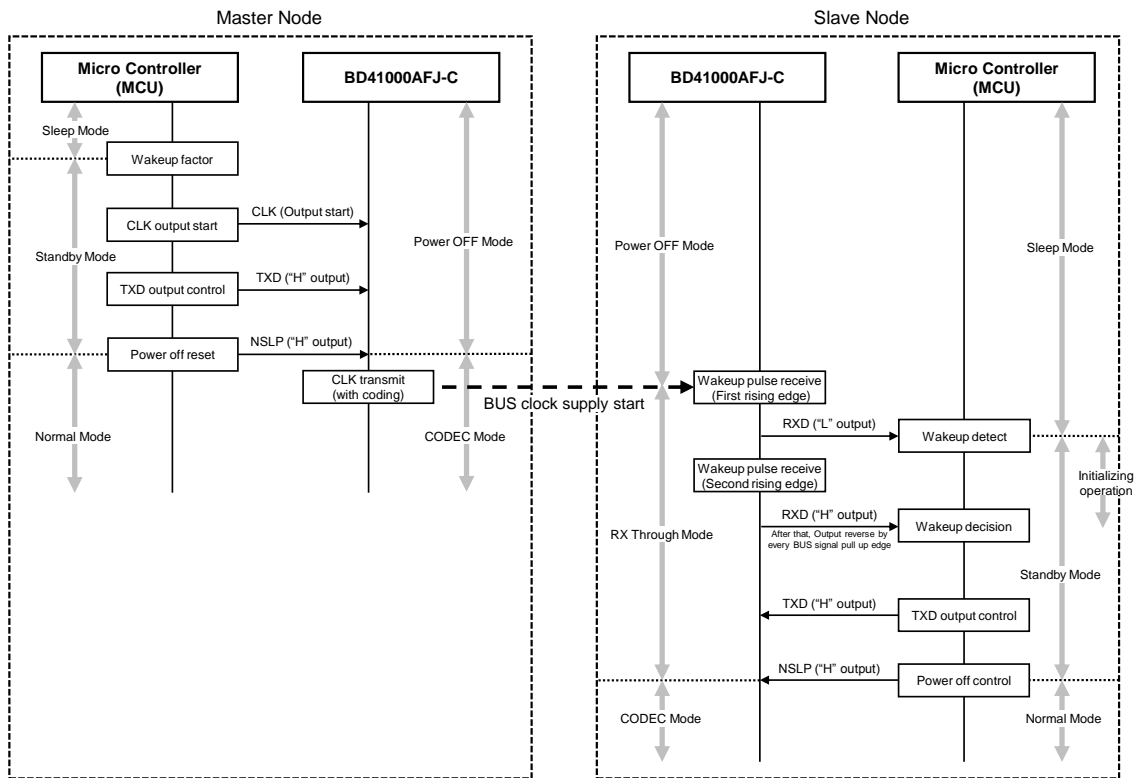 Master Node
Micro Controller
(MCU)
BD41000AFJ-C
Sleep Mode
Wakeup factor
CLK output start
CLK (Output start)
Power OFF Mode
Standby Mode
TXD output control
TXD (“H” output)
Power off reset
NSLP (“H” output)
CLK transmit
(with coding)
Normal Mode
CODEC Mode
BUS clock supply start
Slave Node
BD41000AFJ-C
Micro Controller
(MCU)
Power OFF Mode
Sleep Mode
Wakeup pulse receive
(First rising edge)
RXD (“L” output)
Wakeup detect
Wakeup pulse receive
(Second rising edge)
Initializing
operation
RXD (“H” output)
After that, Output reverse by
every BUS signal pull up edge
Wakeup decision
RX Through Mode
Standby Mode
TXD (“H” output)
TXD output control
NSLP (“H” output)
Power off control
CODEC Mode
Normal Mode